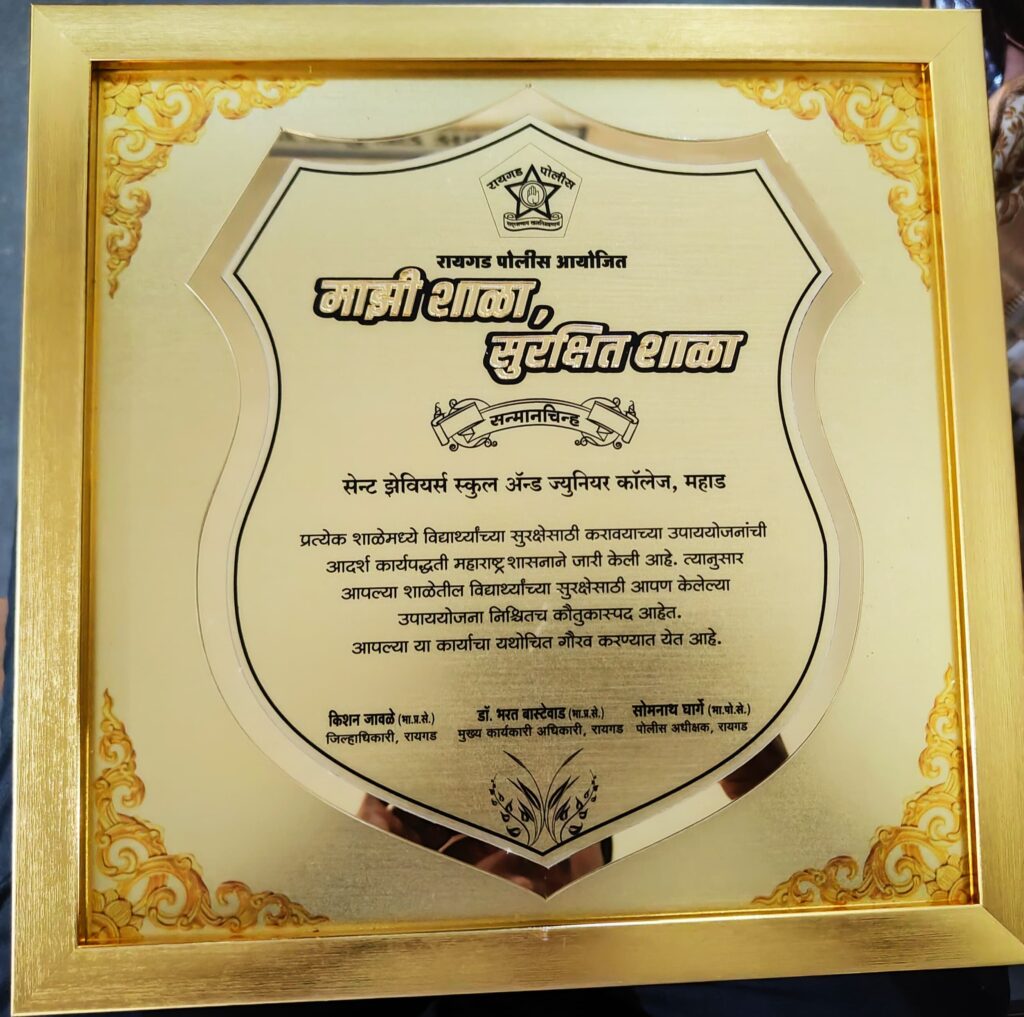 रायगड पोलीस
रायगड पोलीस आयोजित
माझी शाळा,
सुरक्षित शाळा
सन्मानचिन्ह
सेन्ट झेवियर्स स्कुल ॲन्ड ज्युनियर कॉलेज, महाड
प्रत्येक शाळेमध्ये विद्यार्थ्यांच्या सुरक्षेसाठी करावयाच्या उपाययोजनांची
आदर्श कार्यपद्धती महाराष्ट्र शासनाने जारी केली आहे. त्यानुसार
आपल्या शाळेतील विद्यार्थ्यांच्या सुरक्षेसाठी आपण केलेल्या
उपाययोजना निश्चितच कौतुकास्पद आहेत.
आपल्या या कार्याचा यथोचित गौरव करण्यात येत आहे.
किशन जावळे (भा.प्र.से.) डॉ. भरत बास्टेवाड (भा.प्र.से.) सोमनाथ घार्गे (भा.पो.से.)
जिल्हाधिकारी, रायगड मुख्य कार्यकारी अधिकारी, रायगड पोलीस अधीक्षक, रायगड